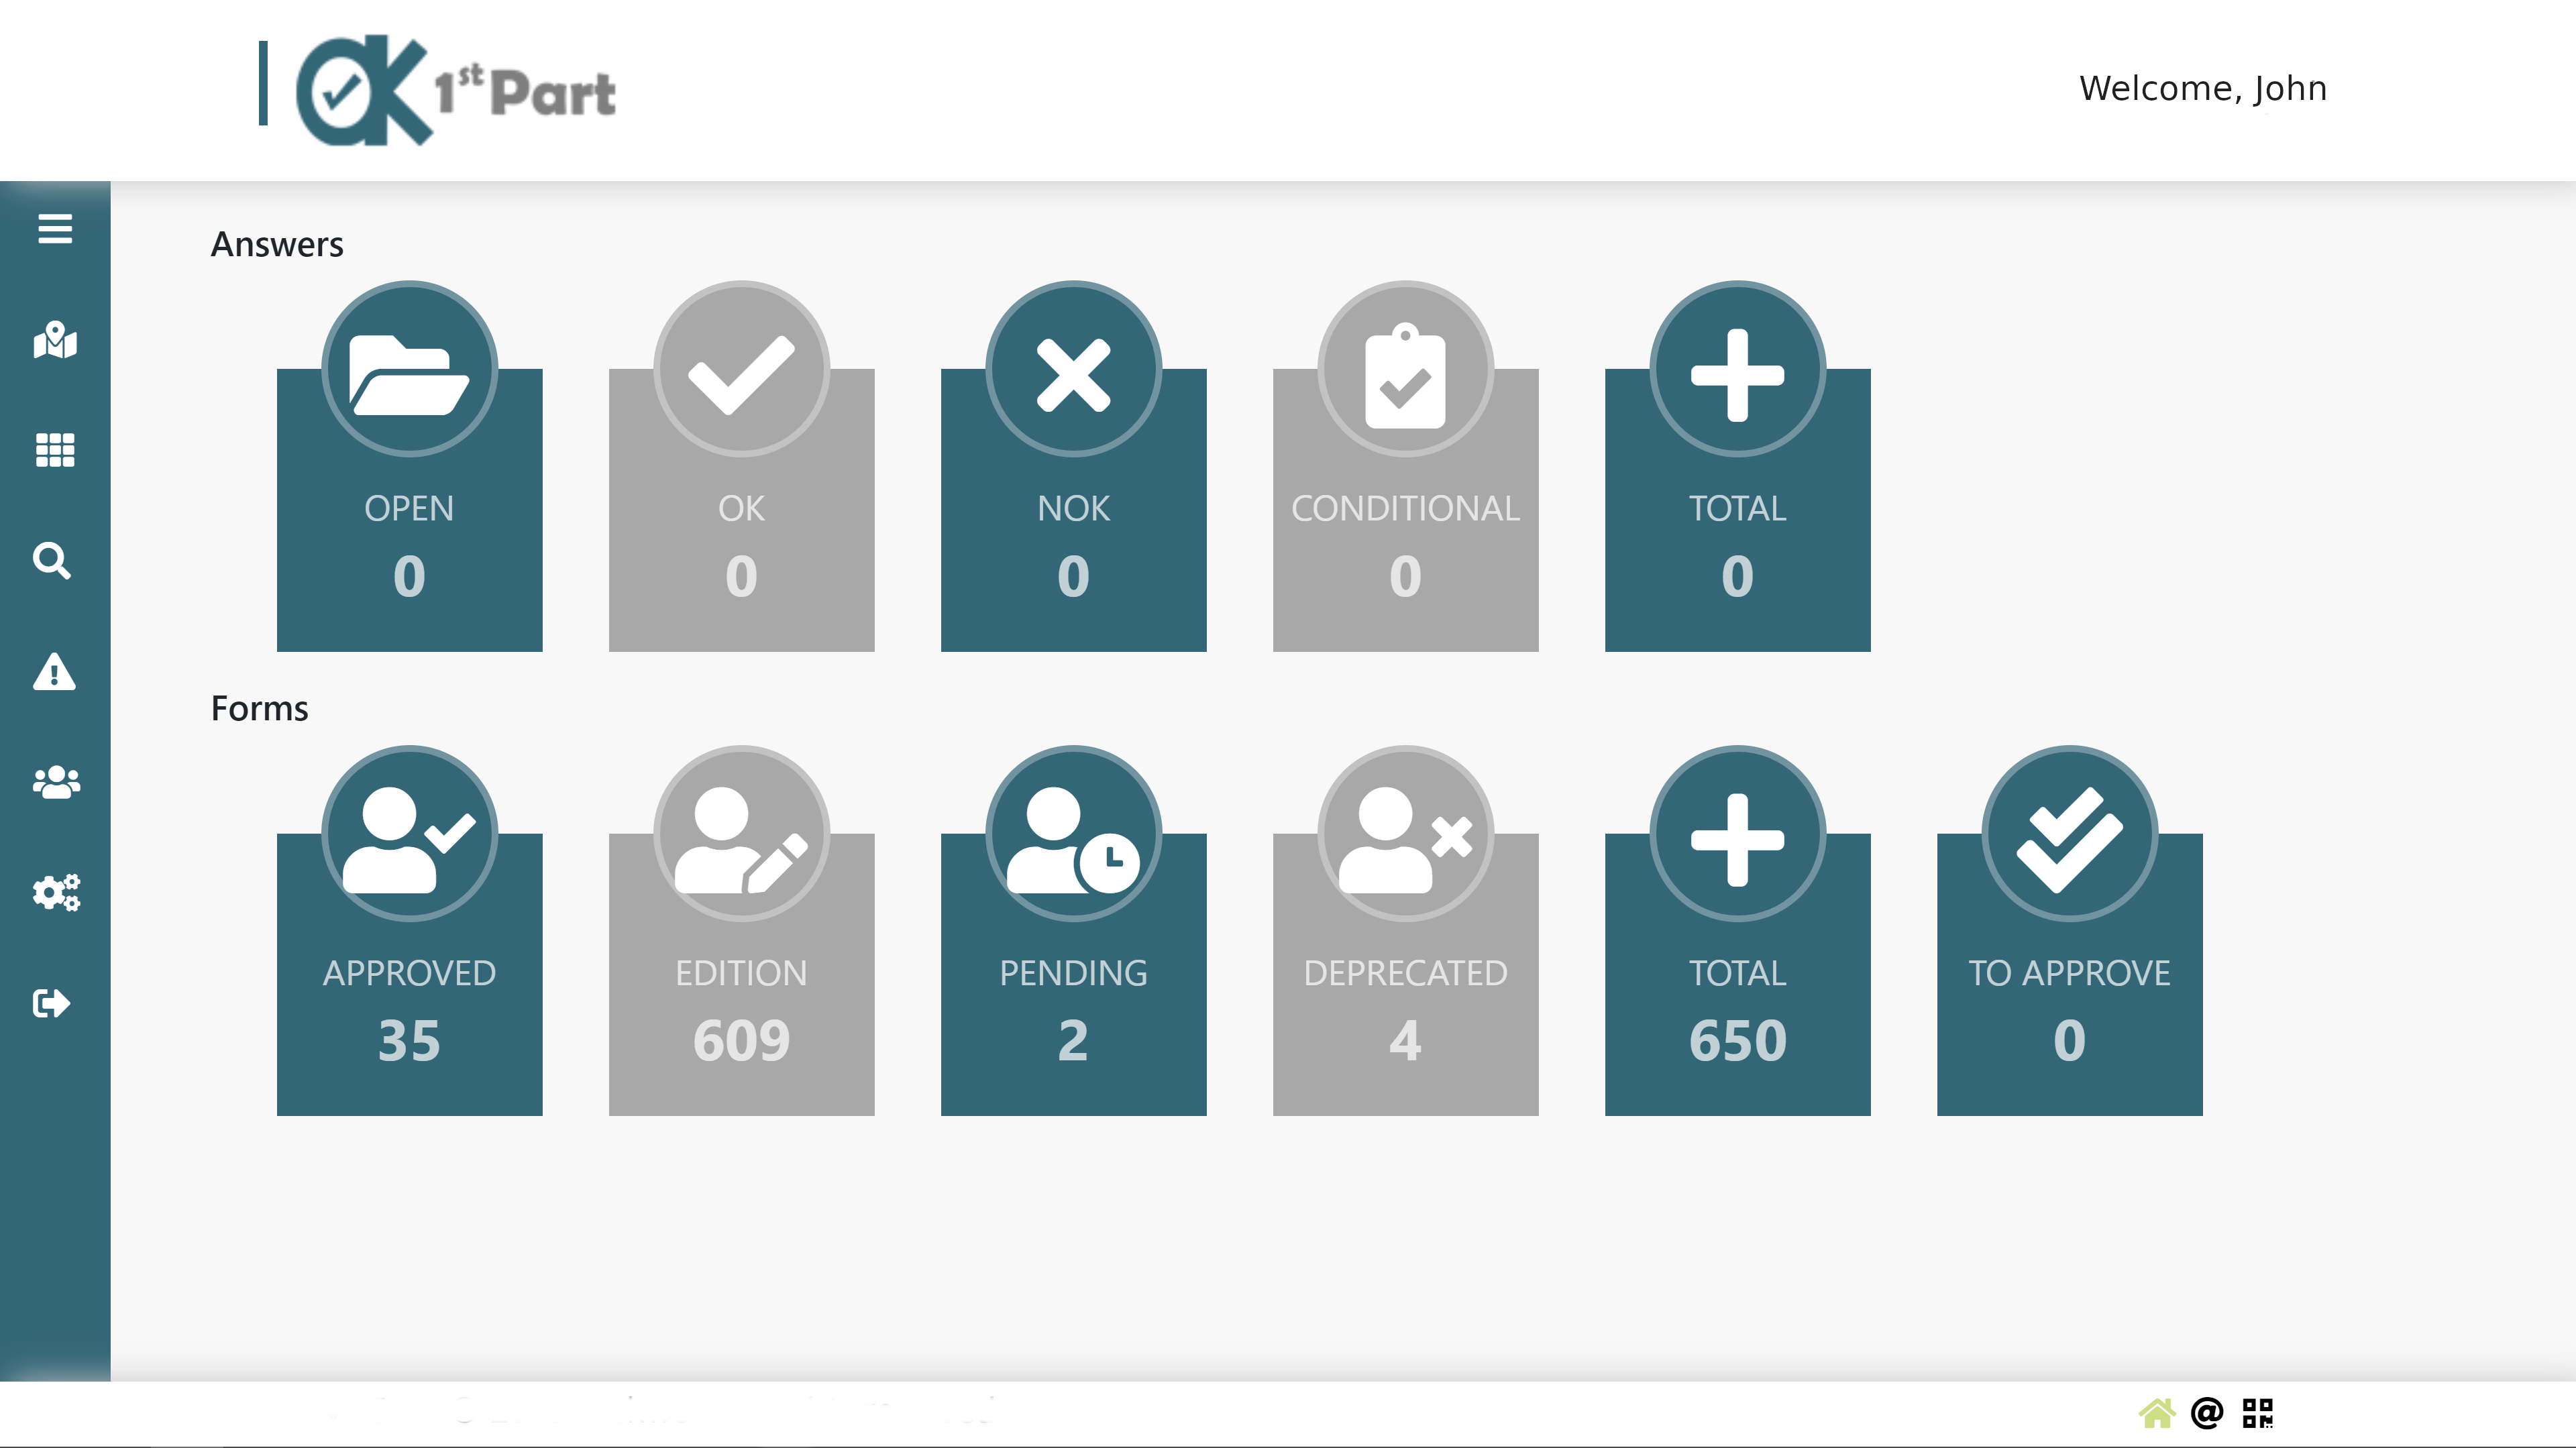 OK 1st Part
Welcome, John
Answers
OPEN
0
OK
0
NOK
0
CONDITIONAL
0
TOTAL
0
Forms
APPROVED
35
EDITION
609
PENDING
2
DEPRECATED
4
TOTAL
650
TO APPROVE
0